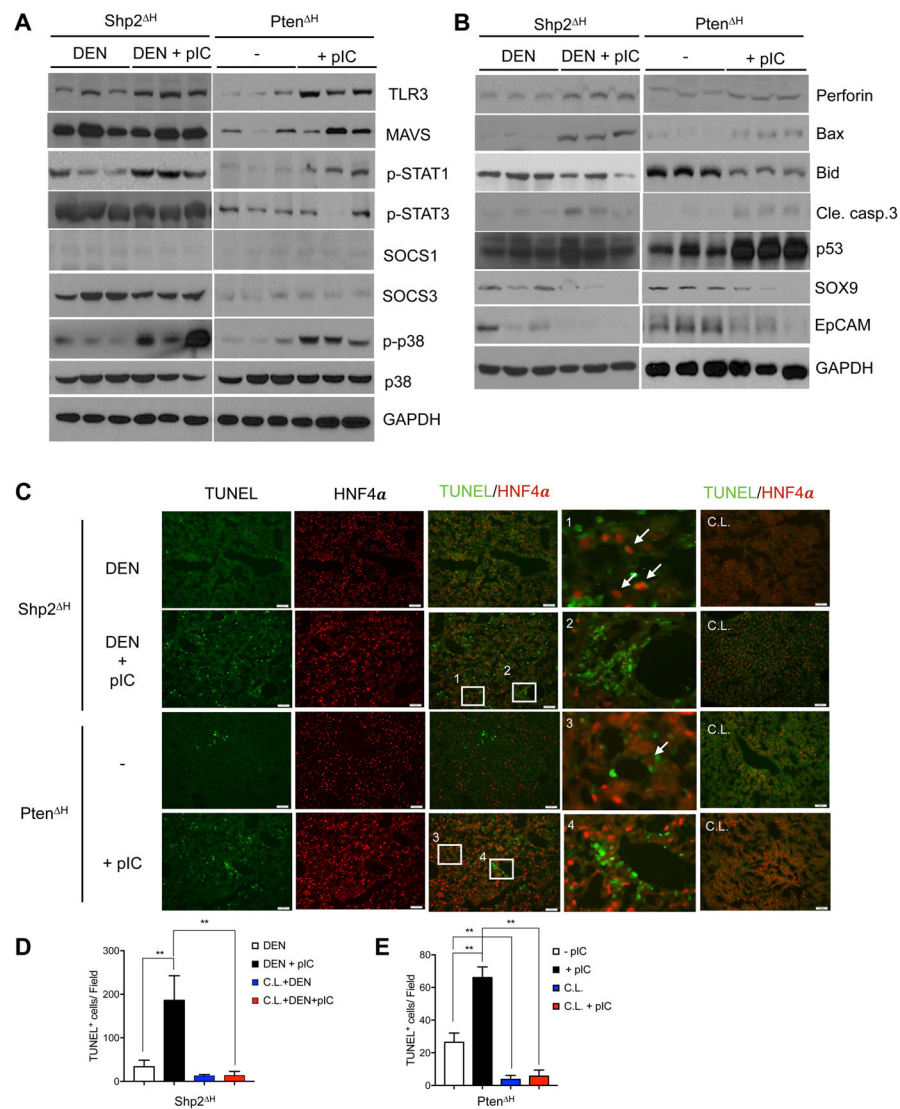 A
Shp2ΔH
PtenΔH
DEN
DEN + pIC
-
+ pIC
TLR3
MAVS
p-STAT1
p-STAT3
SOCS1
SOCS3
p-p38
p38
GAPDH
B
Shp2ΔH
PtenΔH
DEN
DEN + pIC
-
+ pIC
Perforin
Bax
Bid
Cle. casp.3
p53
SOX9
EpCAM
GAPDH
C
TUNEL
HNF4α
TUNEL/HNF4α
TUNEL/HNF4α
Shp2ΔH
DEN
1
C.L.
DEN
+
pIC
1
2
2
C.L.
PtenΔH
-
3
C.L.
+ pIC
3
4
4
C.L.
D
TUNEL+ cells/ Field
300
200
100
0
**
**
DEN
DEN + pIC
C.L.+DEN
C.L.+DEN+pIC
Shp2ΔH
E
TUNEL+ cells/ Field
80
60
40
20
0
**
**
**
- pIC
+ pIC
C.L.
C.L. + pIC
PtenΔH